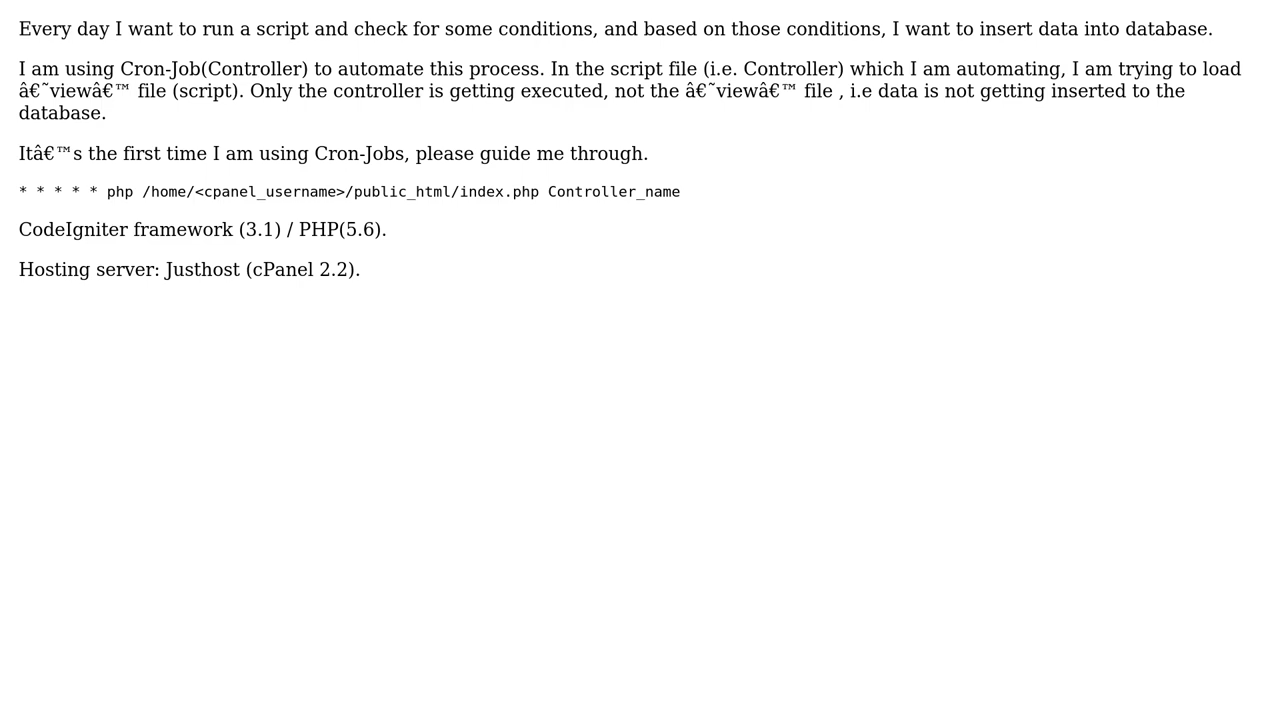 Every day I want to run a script and check for some conditions, and based on those conditions, I want to insert data into database.
I am using Cron-Job(Controller) to automate this process. In the script file (i.e. Controller) which I am automating, I am trying to load
â€˜viewâ€™ file (script). Only the controller is getting executed, not the â€˜viewâ€™ file , i.e data is not getting inserted to the
database.
Itâ€™s the first time I am using Cron-Jobs, please guide me through.
* * * * * php /home/<cpanel_username>/public_html/index.php Controller_name
CodeIgniter framework (3.1) / PHP(5.6).
Hosting server: Justhost (cPanel 2.2).